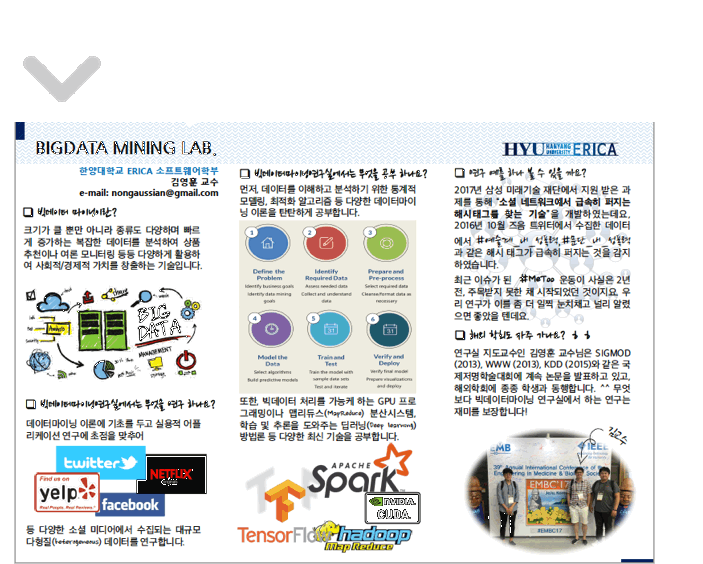 BIGDATA MINING LAB.
HYU HANYANG UNIVERSITY ERICA
한양대학교 ERICA 소프트웨어학부
김영훈 교수
e-mail: nongaussian@gmail.com
빅데이터 마이닝이란?
크기가 클 뿐만 아니라 종류도 다양하며 빠르
게 증가하는 복잡한 데이터를 분석하여 상품
추천이나 여론 모니터링 등등 다양하게 활용하
여 사회적/경제적 가치를 창출하는 기술입니다.
BIG
DATA
Analysis
MANAGEMENT
빅데이터마이닝연구실에서는 무엇을 연구 하나요?
데이터마이닝 이론에 기초를 두고 실용적 어플
리케이션 연구에 초점을 맞추어
twitter
NETFLIX
Find us on
yelp
Real People. Real Reviews.
facebook
등 다양한 소셜 미디어에서 수집되는 대규모
다형질(heterogeneous) 데이터를 연구합니다.
빅데이터마이닝연구실에서는 무엇을 공부 하나요?
먼저, 데이터를 이해하고 분석하기 위한 통계적
모델링, 최적화 알고리즘 등 다양한 데이터마이
닝 이론을 탄탄하게 공부합니다.
1
Define the
Problem
Identify business goals
Identify data mining
goals
2
Identify
Required Data
Assess needed data
Collect and understand
data
3
Prepare and
Pre-process
Select required data
Cleanse/format data as
necessary
4
Model the
Data
Select algorithms
Build predictive models
5
Train and
Test
Train the model with
sample data sets
Test and iterate
6
Verify and
Deploy
Verify final model
Prepare visualizations
and deploy
또한, 빅데이터 처리를 가능케 하는 GPU 프로
그래밍이나 맵리듀스(MapReduce) 분산시스템,
학습 및 추론을 도와주는 딥러닝(Deep learning)
방법론 등 다양한 최신 기술을 공부합니다.
APACHE
Spark
NVIDIA.
CUDA.
TensorFlow
hadoop
Map Reduce
연구 예를 하나 볼 수 있을 까요?
2017년 삼성 미래기술 재단에서 지원 받은 과
제를 통해 '소셜 네트워크에서 급속히 퍼지는
해시태그를 찾는 기술'을 개발하였는데요,
2016년 10월 즈음 트위터에서 수집된 데이터
에서 #예술계_내_성폭력, #문단_내_성폭력
과 같은 해시 태그가 급속히 퍼지는 것을 감지
하였습니다.
최근 이슈가 된 #MeToo 운동이 사실은 2년
전, 주목받지 못한 채 시작되었던 것이지요, 우
리 연구가 이를 좀 더 일찍 눈치채고 널리 알렸
으면 좋았을 텐데요.
해외 학회도 자주 가나요?
연구실 지도교수인 김영훈 교수님은 SIGMOD
(2013), WWW (2013), KDD (2015)와 같은 국
제저명학술대회에 계속 논문을 발표하고 있고,
해외학회에 종종 학생과 동행합니다. ^^ 무엇
보다 빅데이터마이닝 연구실에서 하는 연구는
재미를 보장합니다!
김교수
EMB
IEEE
39th Annual International Conference of the
Engineering in Medicine & Biology
EMBC'17
#EMBC17